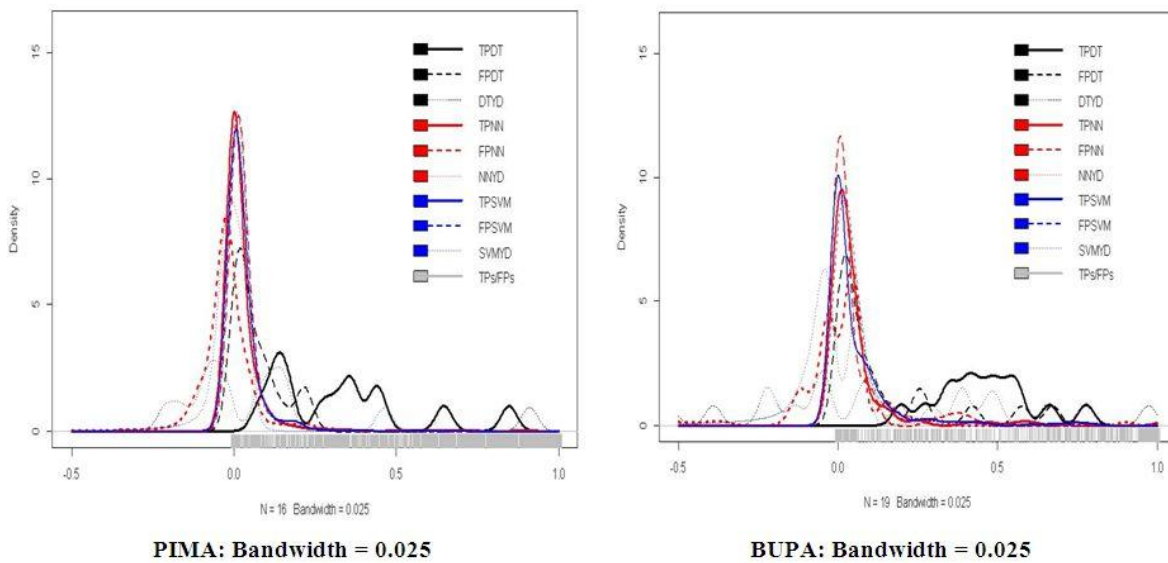 15
10
5
0
Density
-0.5
0.0
0.5
1.0
TPDT
FPDT
DTYD
TPNN
FPNN
NNYD
TPSVM
FPSVM
SVMYD
TPs/FPs
N = 16 Bandwidth = 0.025
PIMA: Bandwidth = 0.025
15
10
5
0
Density
-0.5
0.0
0.5
1.0
TPDT
FPDT
DTYD
TPNN
FPNN
NNYD
TPSVM
FPSVM
SVMYD
TPs/FPs
N = 19 Bandwidth = 0.025
BUPA: Bandwidth = 0.025